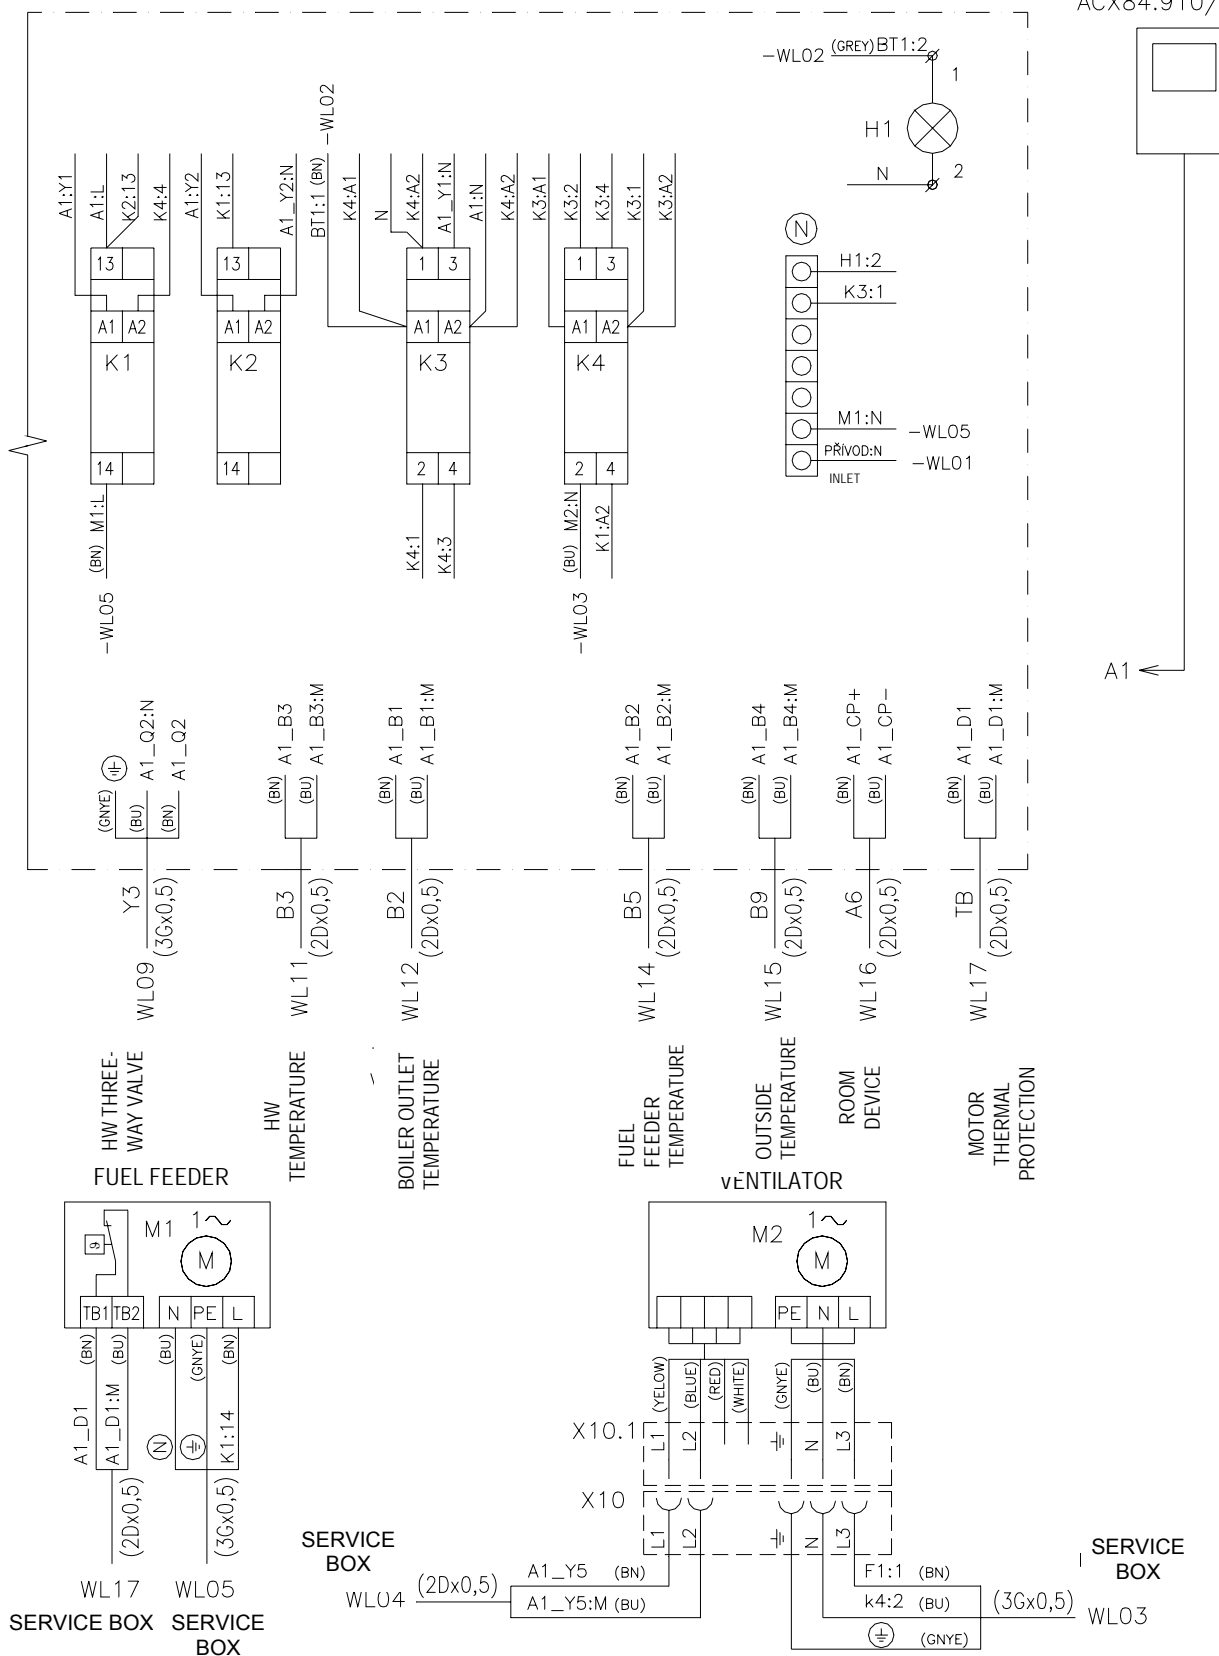 ACX84.910/
-WL02
(GREY)
BT1:2
1
H1
N
2
-WL02
A1:Y1
A1:L
K2:13
K4:4
A1:Y2
K1:13
A1_Y2:N
BT1:1 (BN)
K4:A1
N
K4:A2
A1_Y1:N
A1:N
K4:A2
K3:A1
K3:2
K3:4
K3:1
K3:A2
13
13
1 3
1 3
A1 A2
A1 A2
A1 A2
A1 A2
K1
K2
K3
K4
14
14
2 4
2 4
N
H1:2
K3:1
M1:N
-WL05
PŘÍVOD:N
-WL01
INLET
(BN) M1:L
-WL05
K4:1
K4:3
(BU) M2:N
K1:A2
-WL03
A1
(GNYE)
(BU) A1_Q2:N
(BN) A1_Q2
(BN) A1_B3
(BU) A1_B3:M
(BN) A1_B1
(BU) A1_B1:M
(BN) A1_B2
(BU) A1_B2:M
(BN) A1_B4
(BU) A1_B4:M
(BN) A1_CP+
(BU) A1_CP-
(BN) A1_D1
(BU) A1_D1:M
WL09 Y3
(3Gx0,5)
WL11 B3
(2Dx0,5)
WL12 B2
(2Dx0,5)
WL14 B5
(2Dx0,5)
WL15 B9
(2Dx0,5)
WL16 A6
(2Dx0,5)
WL17 TB
(2Dx0,5)
HW THREE-
WAY VALVE
HW
TEMPERATURE
BOILER OUTLET
TEMPERATURE
FUEL
FEEDER
TEMPERATURE
OUTSIDE
TEMPERATURE
ROOM
DEVICE
MOTOR
THERMAL
PROTECTION
FUEL FEEDER
M1
1~
ϑ
M
TB1 TB2
N PE L
(BN)
(BU)
(BU)
(GNYE)
(BN)
A1_D1
A1_D1:M
N
K1:14
(2Dx0,5)
(3Gx0,5)
WL17
WL05
SERVICE BOX
SERVICE
BOX
VENTILATOR
M2
1~
M
PE N L
(YELOW)
(BLUE)
(RED)
(WHITE)
(GNYE)
(BU)
(BN)
X10.1
L1
L2
N
L3
X10
L1
L2
N
L3
SERVICE
BOX
WL04
(2Dx0,5)
A1_Y5 (BN)
A1_Y5:M (BU)
F1:1 (BN)
k4:2 (BU)
(GNYE)
(3Gx0,5)
WL03
SERVICE
BOX